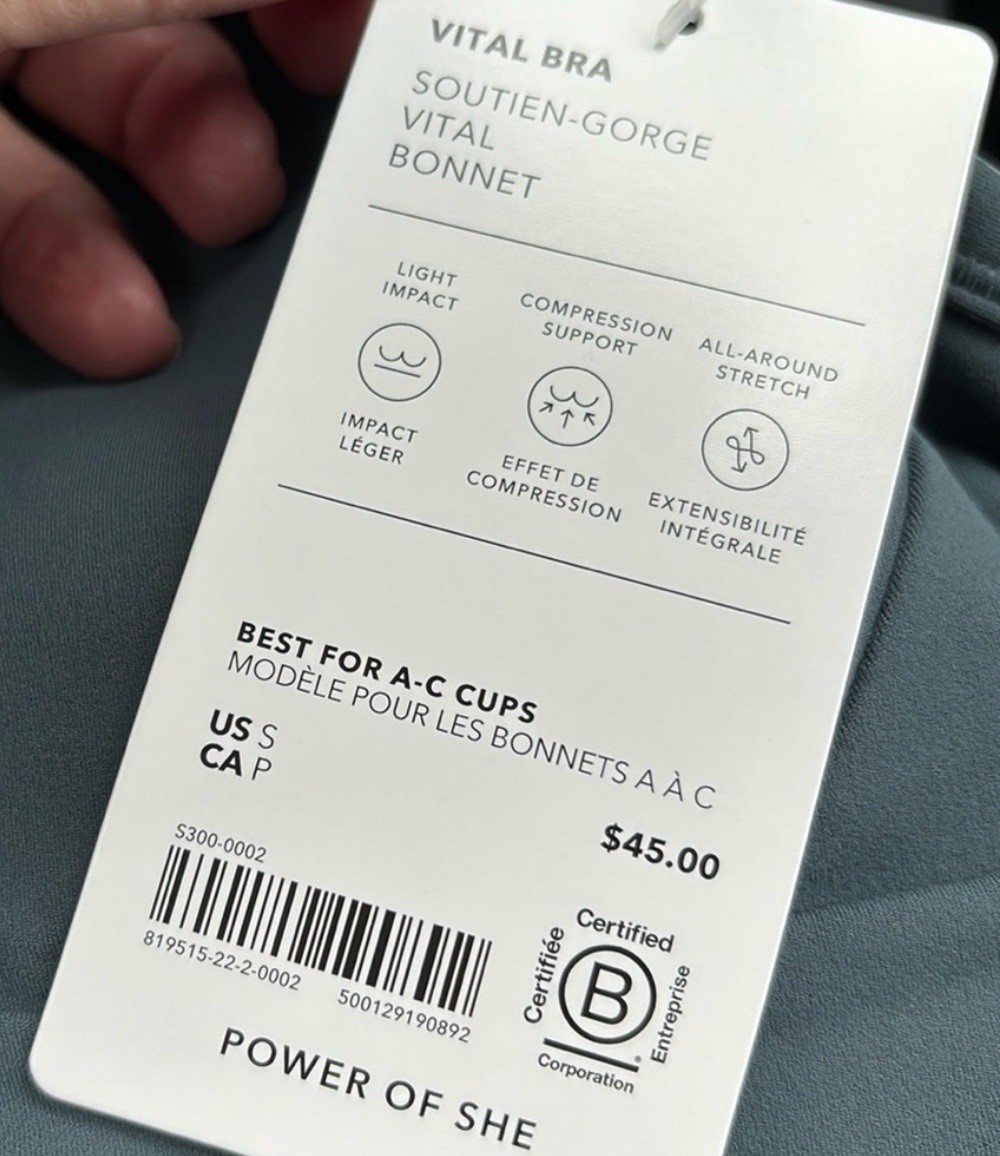 VITAL BRA
SOUTIEN-GORGE
VITAL
BONNET
LIGHT
IMPACT
IMPACT
LÉGER
COMPRESSION
SUPPORT
EFFET DE
COMPRESSION
ALL-AROUND
STRETCH
EXTENSIBILITÉ
INTÉGRALE
BEST FOR A-C CUPS
MODÈLE POUR LES BONNETS A À C
US S
CA P
$45.00
S300-0002
819515-22-2-0002 500129190892
Certified
Certifiée
B
Entreprise
Corporation
POWER OF SHE